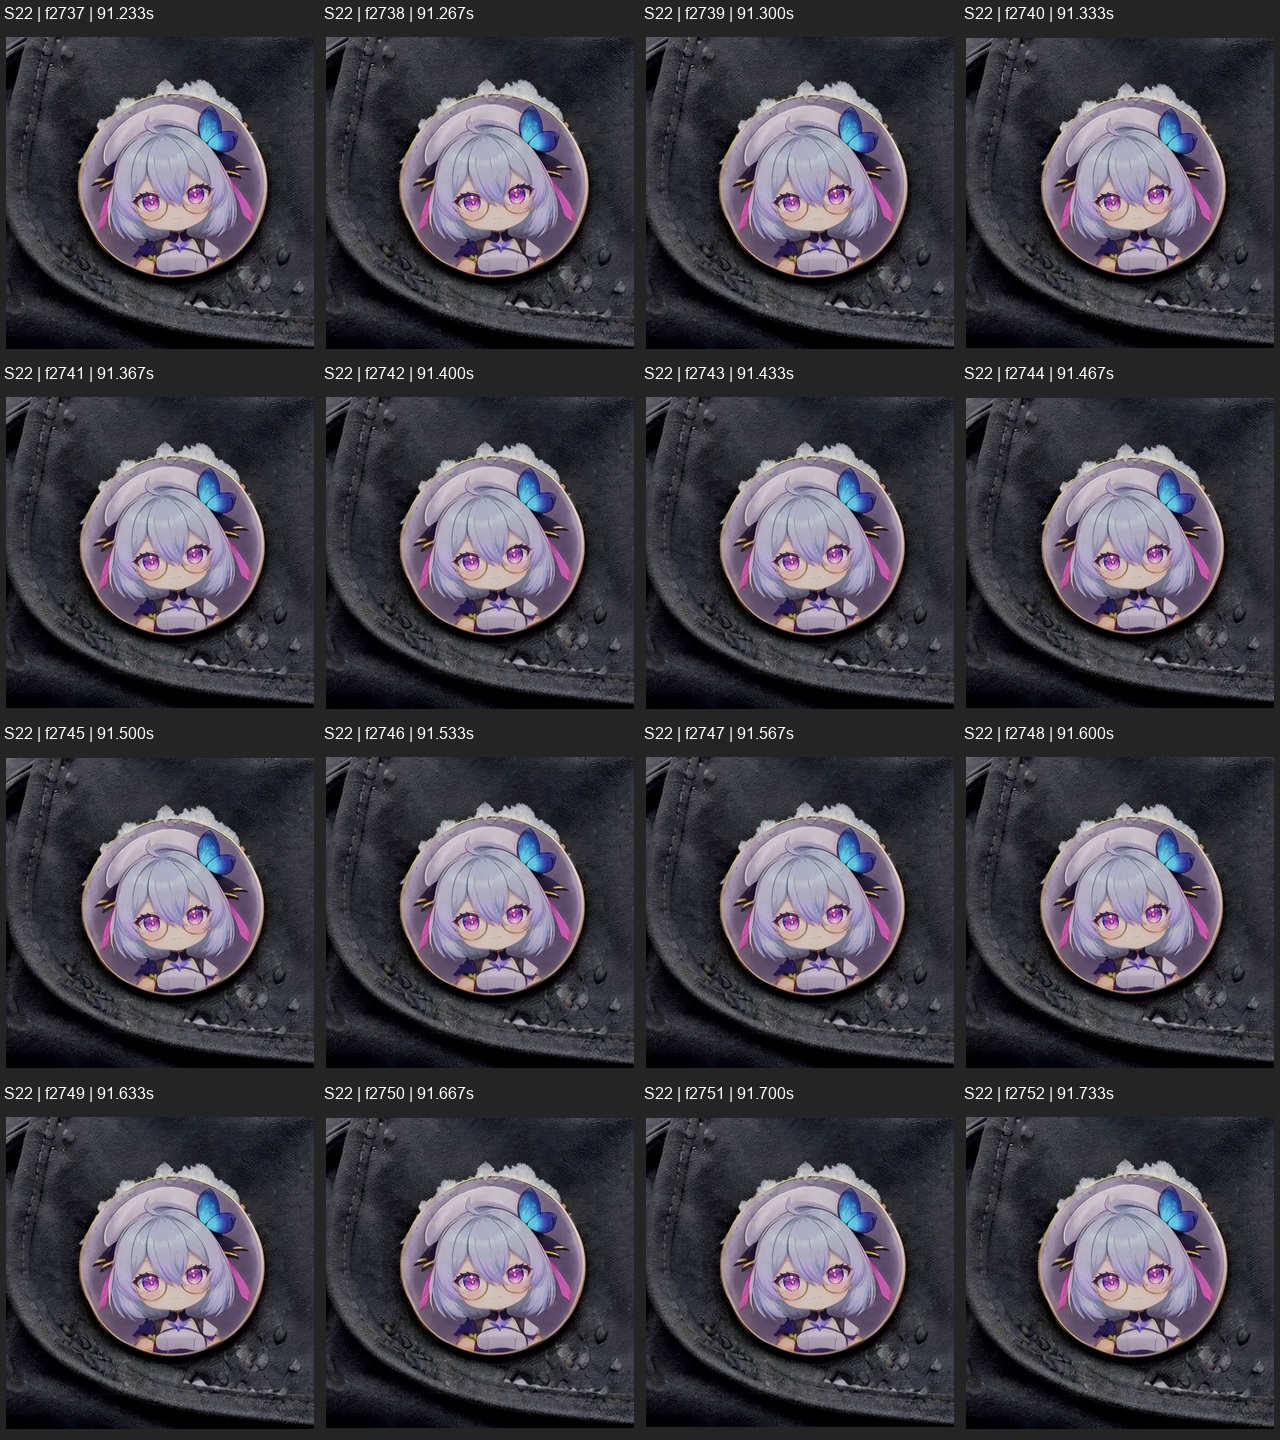 S22 | f2737 | 91.233s
S22 | f2738 | 91.267s
S22 | f2739 | 91.300s
S22 | f2740 | 91.333s
S22 | f2741 | 91.367s
S22 | f2742 | 91.400s
S22 | f2743 | 91.433s
S22 | f2744 | 91.467s
S22 | f2745 | 91.500s
S22 | f2746 | 91.533s
S22 | f2747 | 91.567s
S22 | f2748 | 91.600s
S22 | f2749 | 91.633s
S22 | f2750 | 91.667s
S22 | f2751 | 91.700s
S22 | f2752 | 91.733s